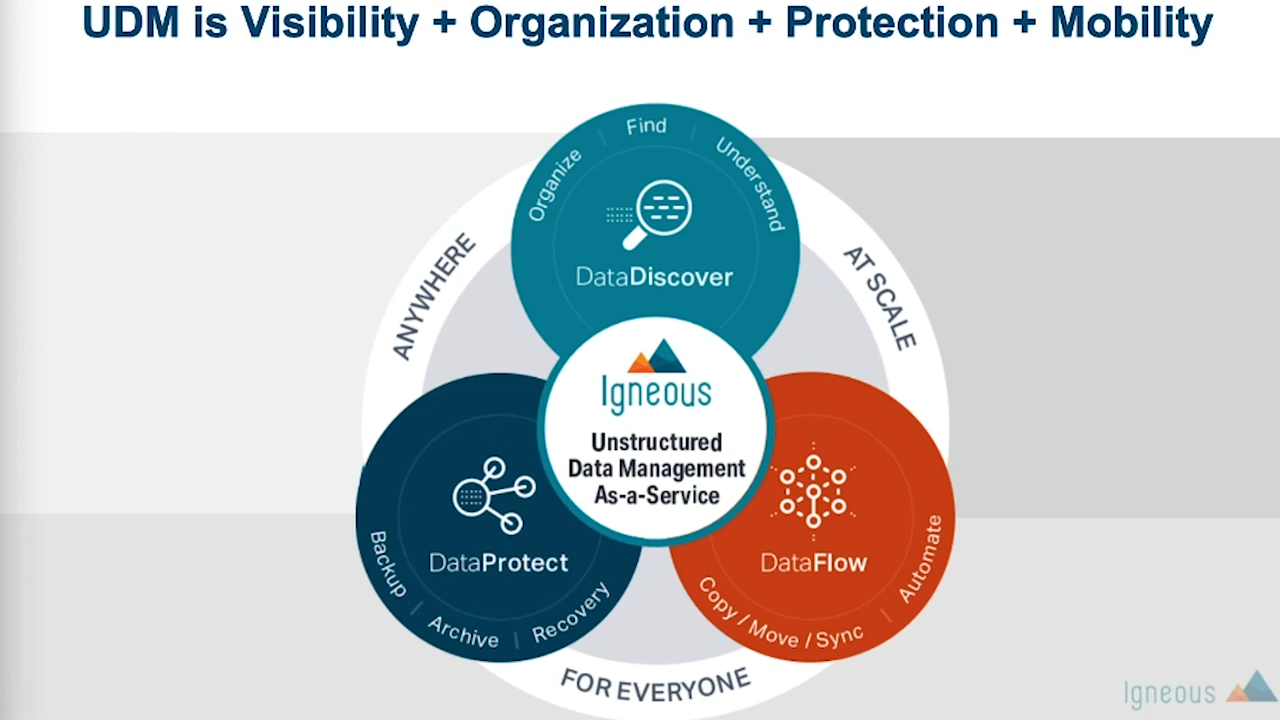 UDM is Visibility + Organization + Protection + Mobility
Organize | Find | Understand
DataDiscover
ANYWHERE
AT SCALE
Igneous
Unstructured
Data Management
As-a-Service
DataProtect
Backup | Archive | Recovery
DataFlow
Copy / Move / Sync | Automate
FOR EVERYONE
Igneous